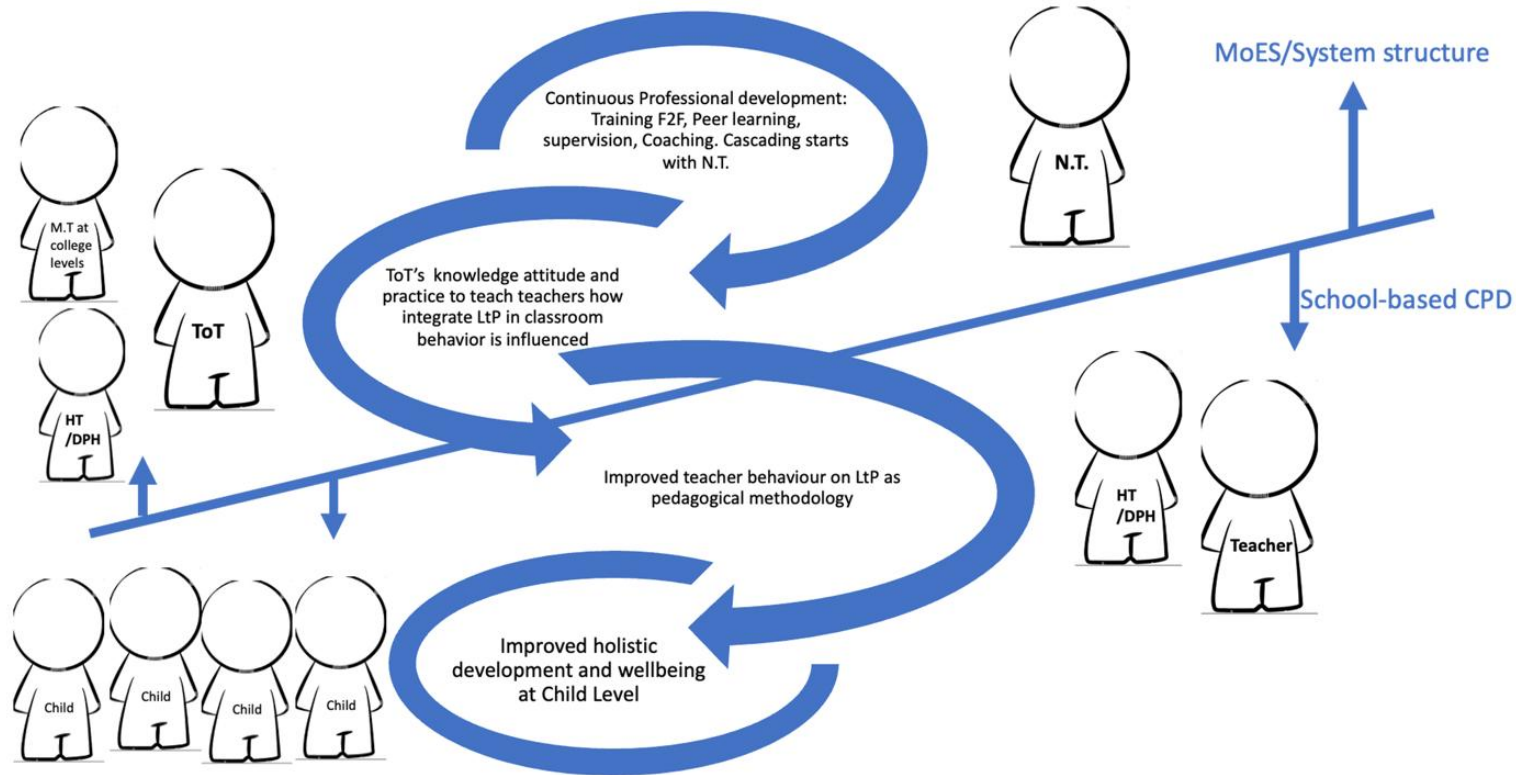 MoES/System structure
Continuous Professional development:
Training F2F, Peer learning,
supervision, Coaching. Cascading starts
with N.T.
N.T.
M.T at
college
levels
ToT
ToT's  knowledge attitude and
practice to teach teachers how
integrate LtP in classroom
behavior is influenced
School-based CPD
HT
/DPH
Improved teacher behaviour on LtP as
pedagogical methodology
HT
/DPH
Teacher
Improved holistic
development and wellbeing
at Child Level
Child
Child
Child
Child